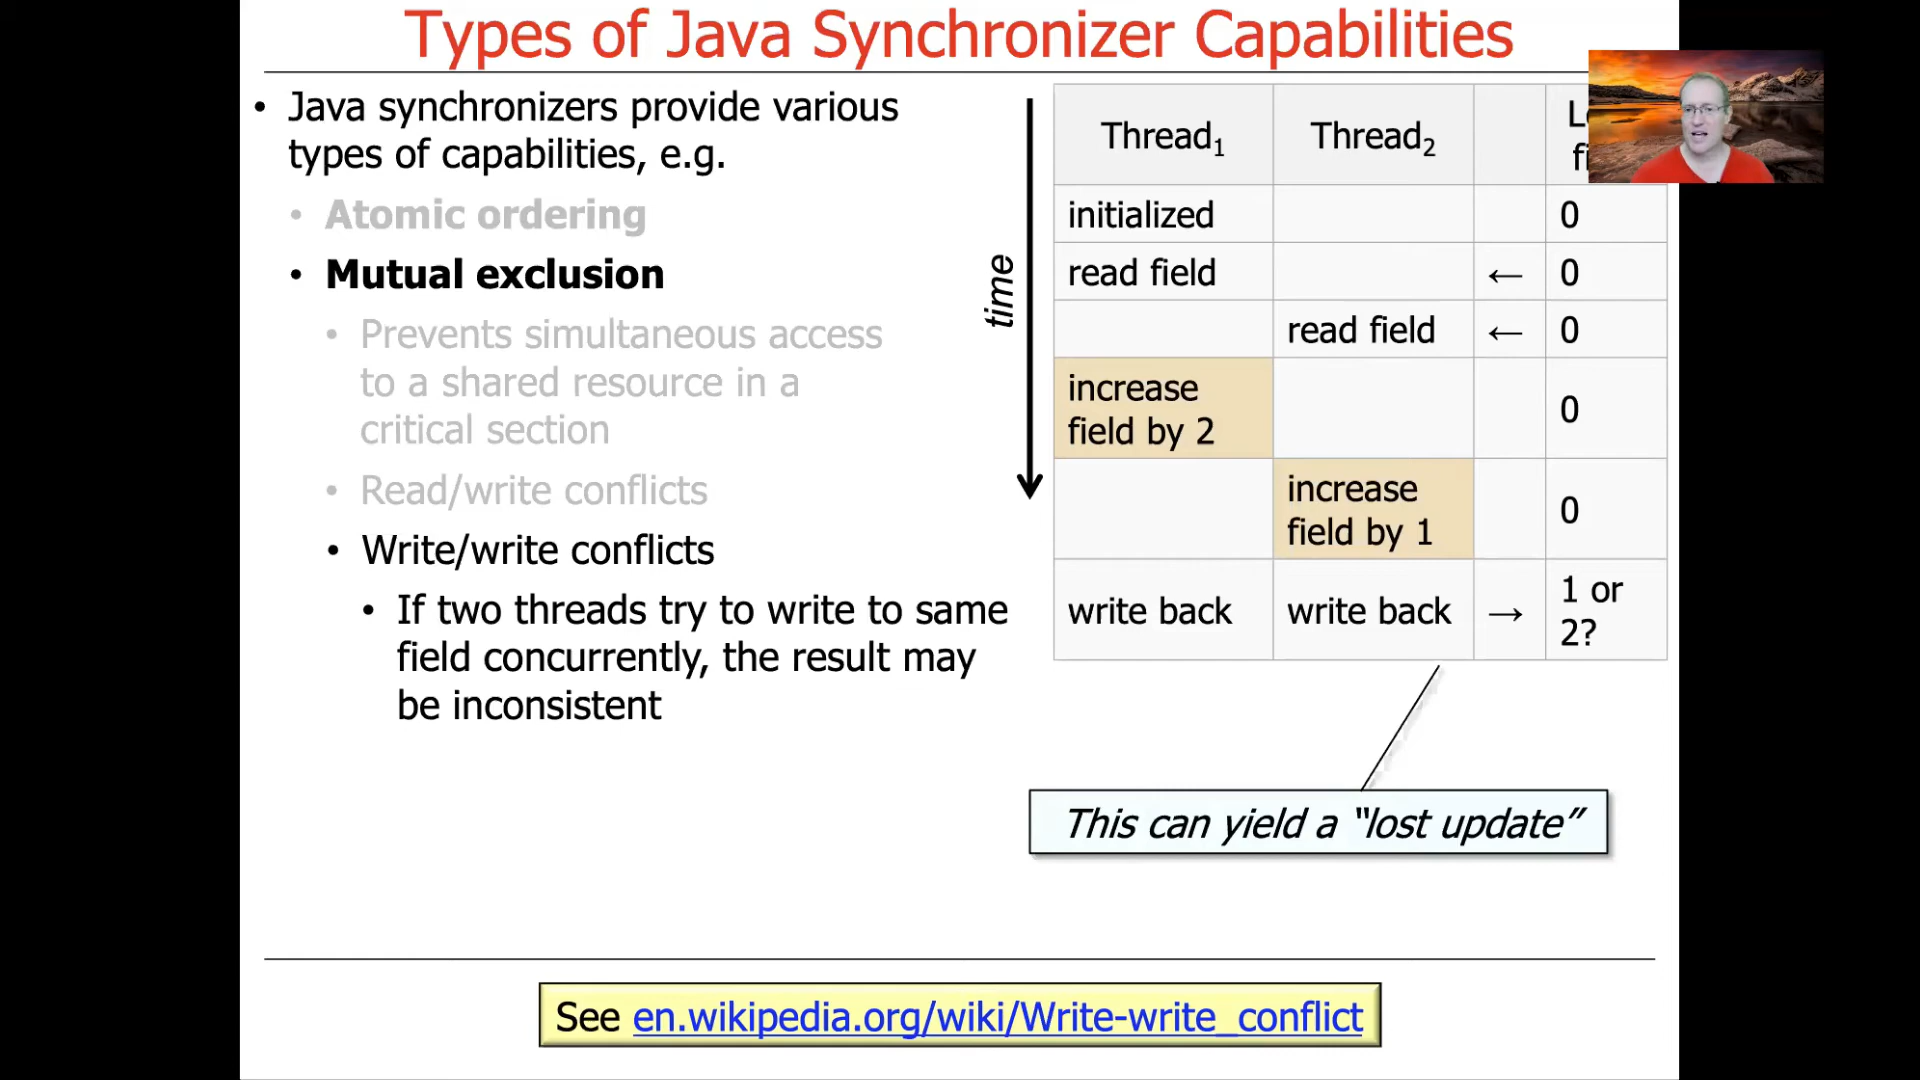 Types of Java Synchronizer Capabilities
• Java synchronizers provide various
types of capabilities, e.g.
• Atomic ordering
• Mutual exclusion
• Prevents simultaneous access
to a shared resource in a
critical section
• Read/write conflicts
• Write/write conflicts
• If two threads try to write to same
field concurrently, the result may
be inconsistent
time
Thread1 Thread2
initialized 0
read field ← 0
read field ← 0
increase
field by 2 0
increase
field by 1 0
write back write back → 1 or
2?
This can yield a “lost update”
See en.wikipedia.org/wiki/Write-write_conflict